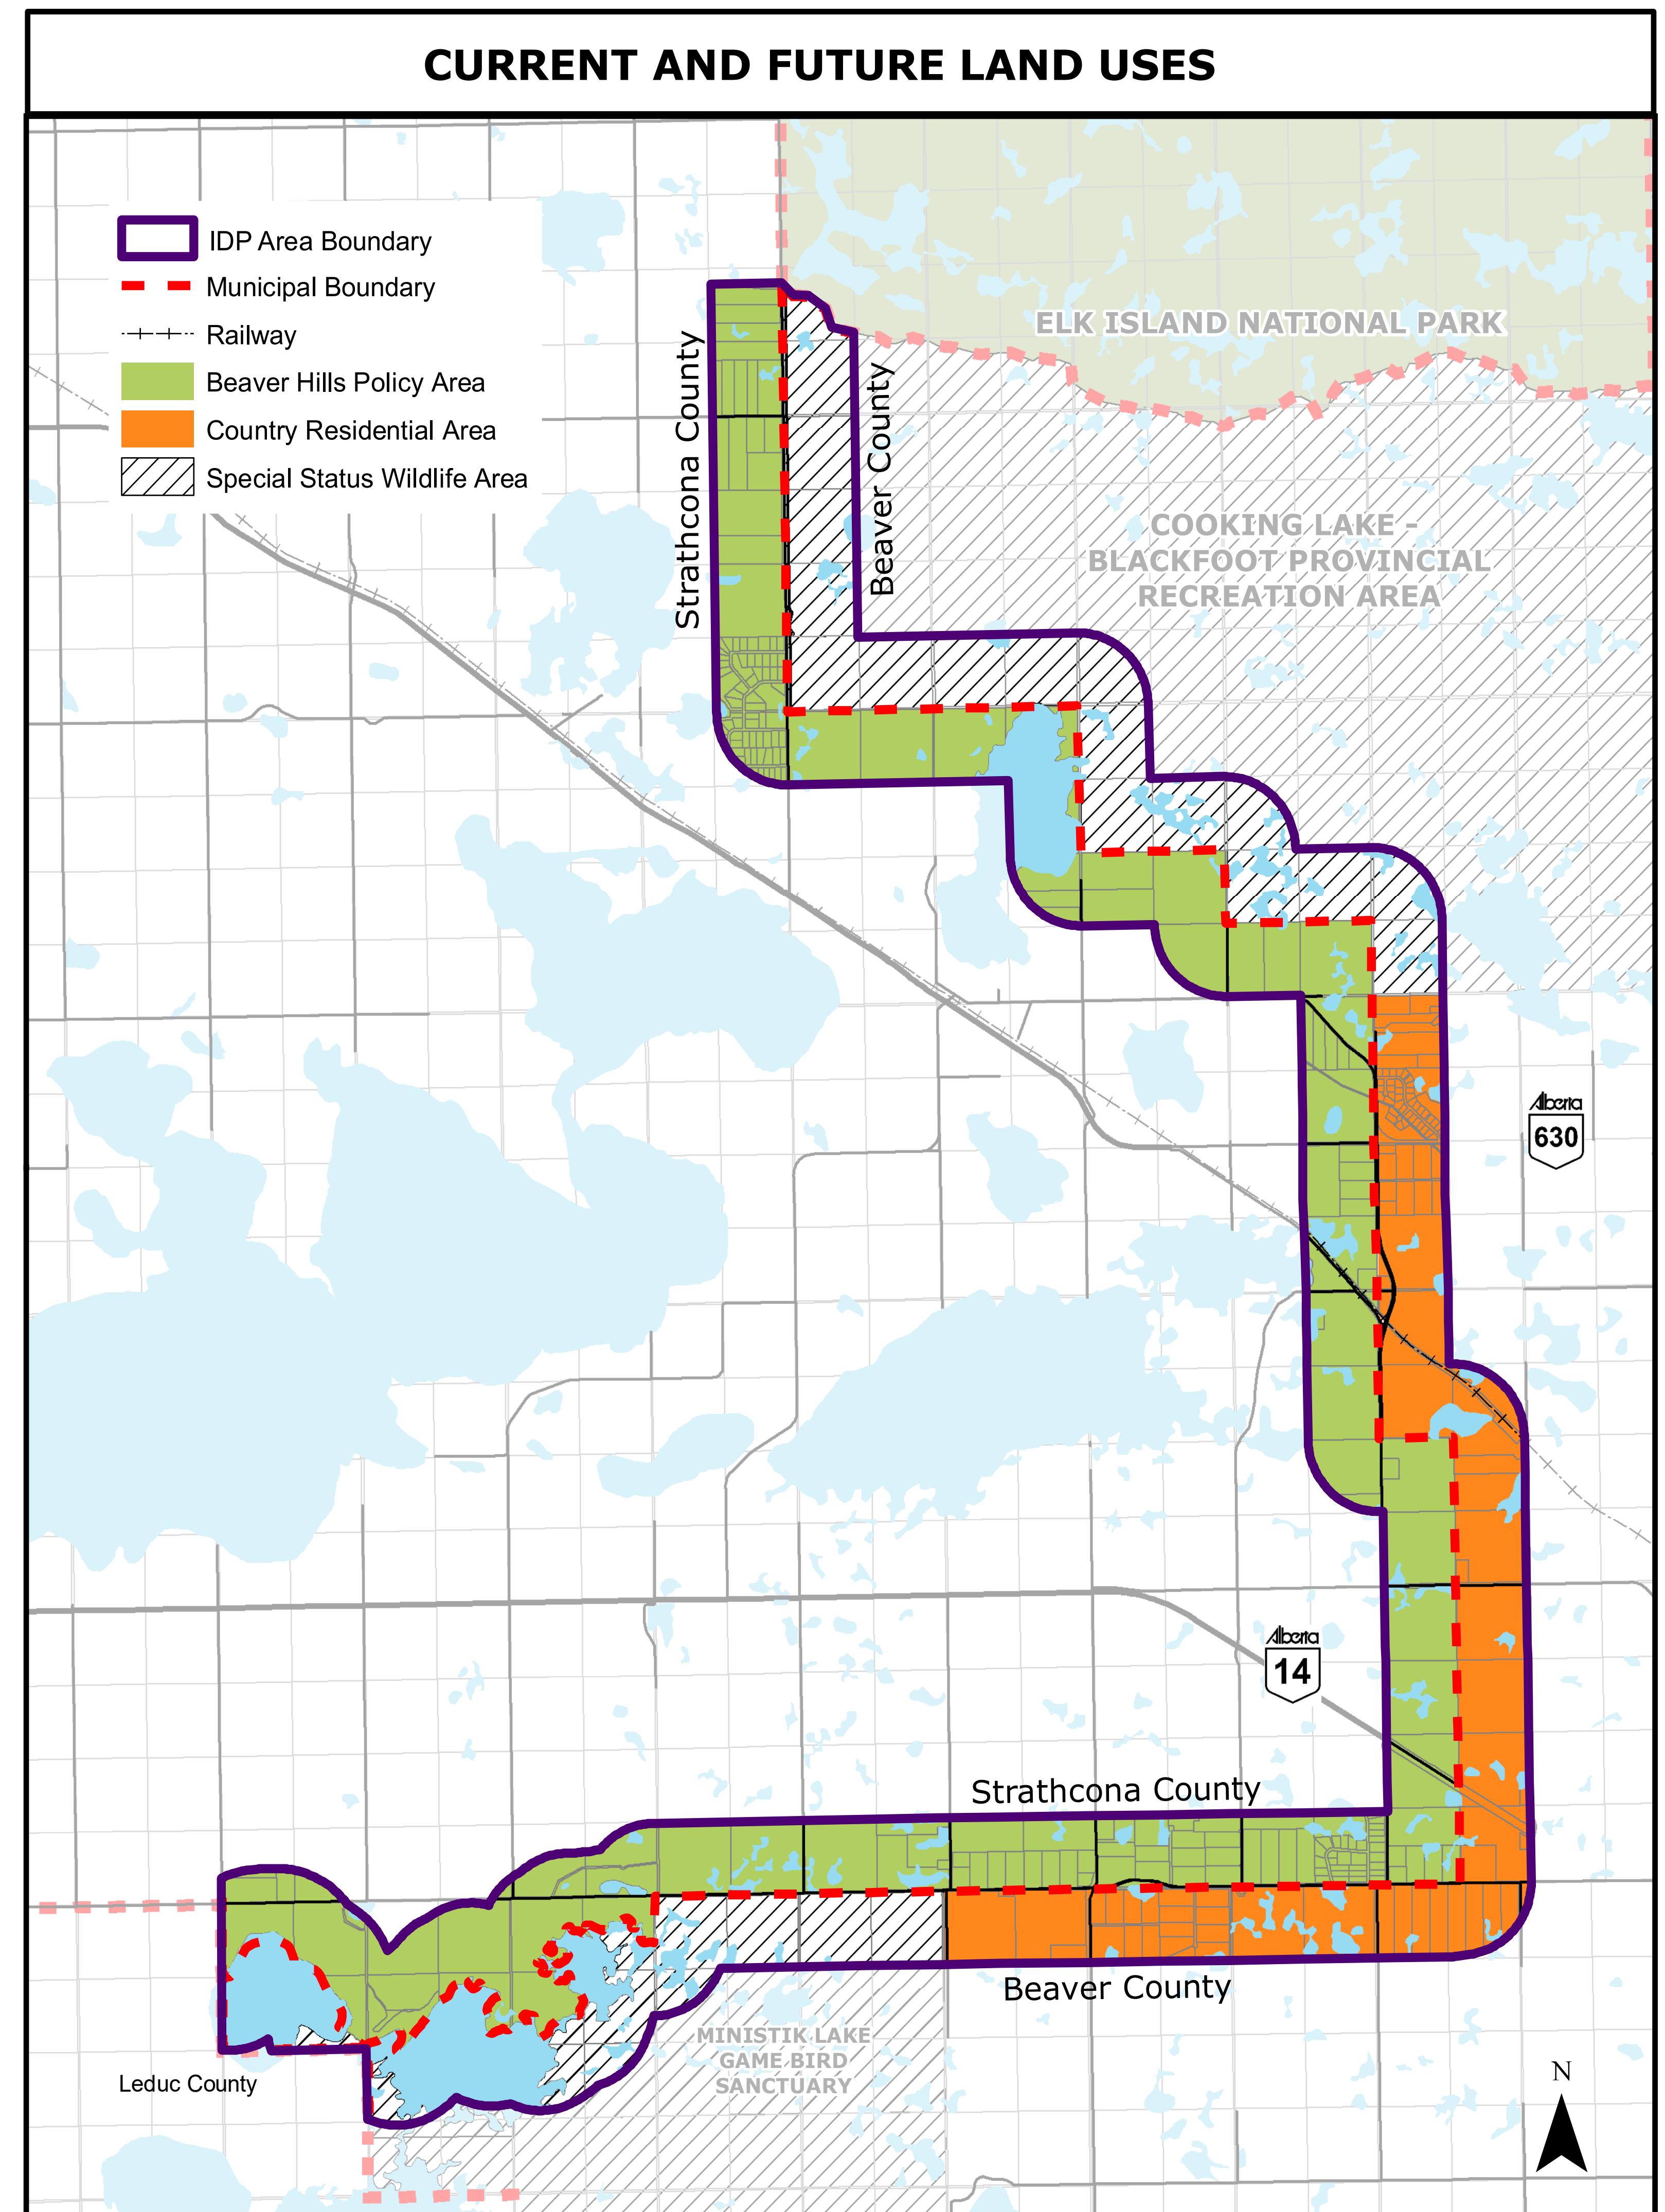 CURRENT AND FUTURE LAND USES
IDP Area Boundary
Municipal Boundary
Railway
Beaver Hills Policy Area
Country Residential Area
Special Status Wildlife Area
ELK ISLAND NATIONAL PARK
Strathcona County
Beaver County
COOKING LAKE -
BLACKFOOT PROVINCIAL
RECREATION AREA
Alberta
630
Alberta
14
Strathcona County
Beaver County
MINISTIK LAKE
GAME BIRD
SANCTUARY
Leduc County
N